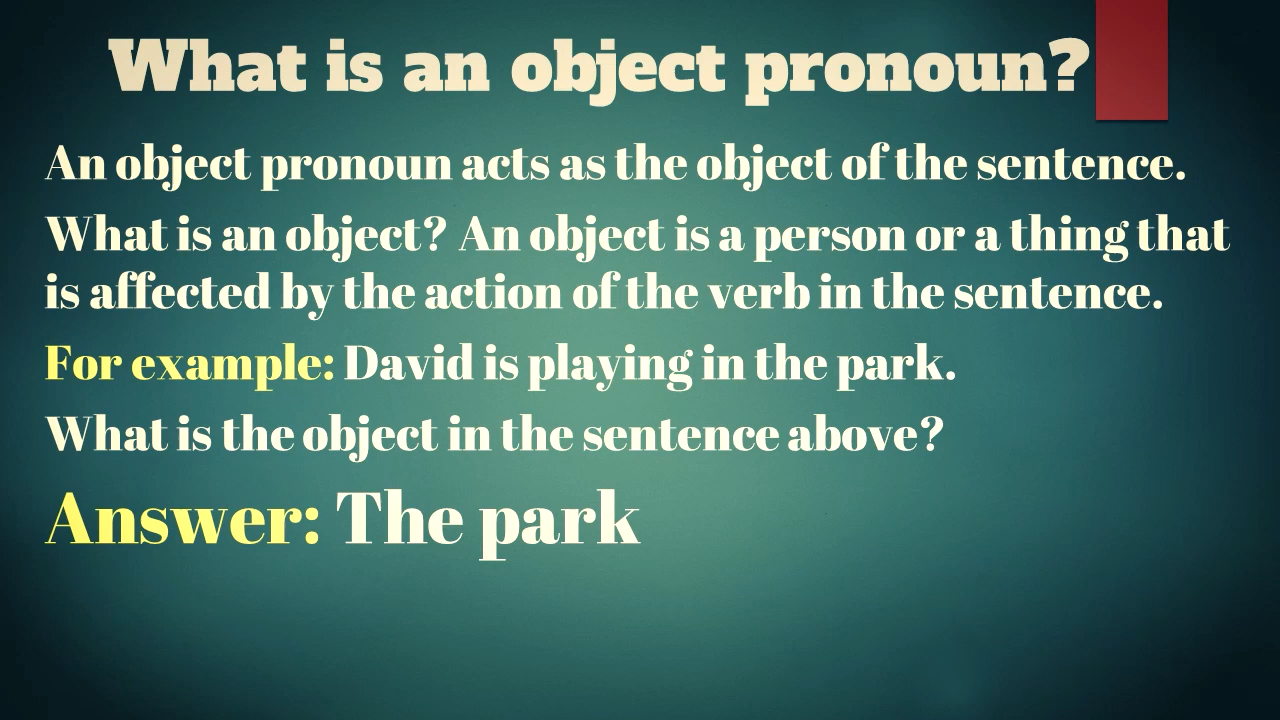 What is an object pronoun?
An object pronoun acts as the object of the sentence.
What is an object? An object is a person or a thing that
is affected by the action of the verb in the sentence.
For example: David is playing in the park.
What is the object in the sentence above?
Answer: The park